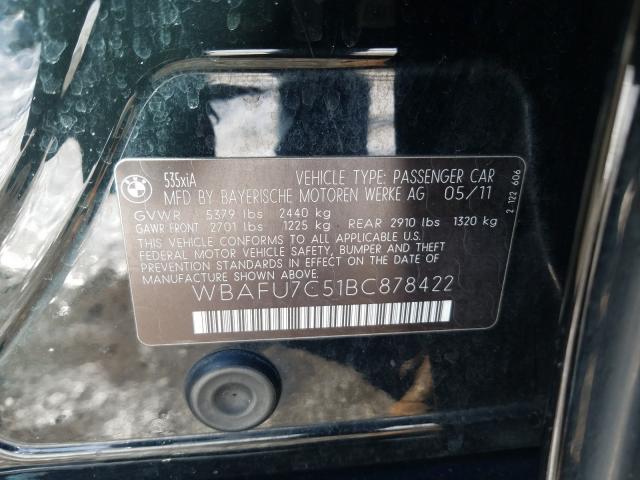 535xiA
VEHICLE TYPE: PASSENGER CAR
MFD BY BAYERISCHE MOTOREN WERKE AG 05/11
GVWR 5379 lbs 2440 kg
GAWR FRONT 2701 lbs 1225 kg REAR 2910 lbs 1320 kg
THIS VEHICLE CONFORMS TO ALL APPLICABLE U.S.
FEDERAL MOTOR VEHICLE SAFETY, BUMPER AND THEFT
PREVENTION STANDARDS IN EFFECT ON THE DATE OF
MANUFACTURE SHOWN ABOVE.
WBAFU7C51BC878422
2 122 606